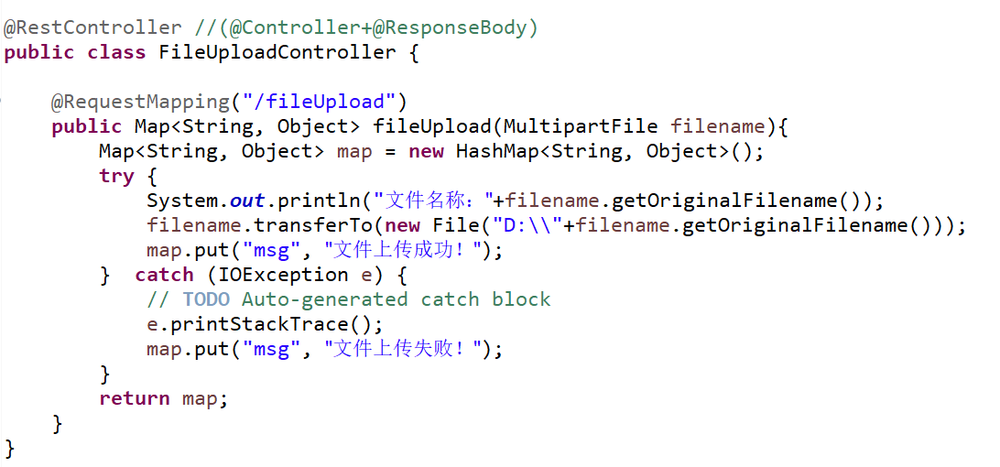 @RestController //(@Controller+@ResponseBody)
public class FileUploadController {
@RequestMapping("/fileUpload")
public Map<String, Object> fileUpload(MultipartFile filename){
Map<String, Object> map = new HashMap<String, Object>();
try {
System.out.println("文件名称："+filename.getOriginalFilename());
filename.transferTo(new File("D:\\"+filename.getOriginalFilename()));
map.put("msg", "文件上传成功！");
}  catch (IOException e) {
// TODO Auto-generated catch block
e.printStackTrace();
map.put("msg", "文件上传失败！");
}
return map;
}
}